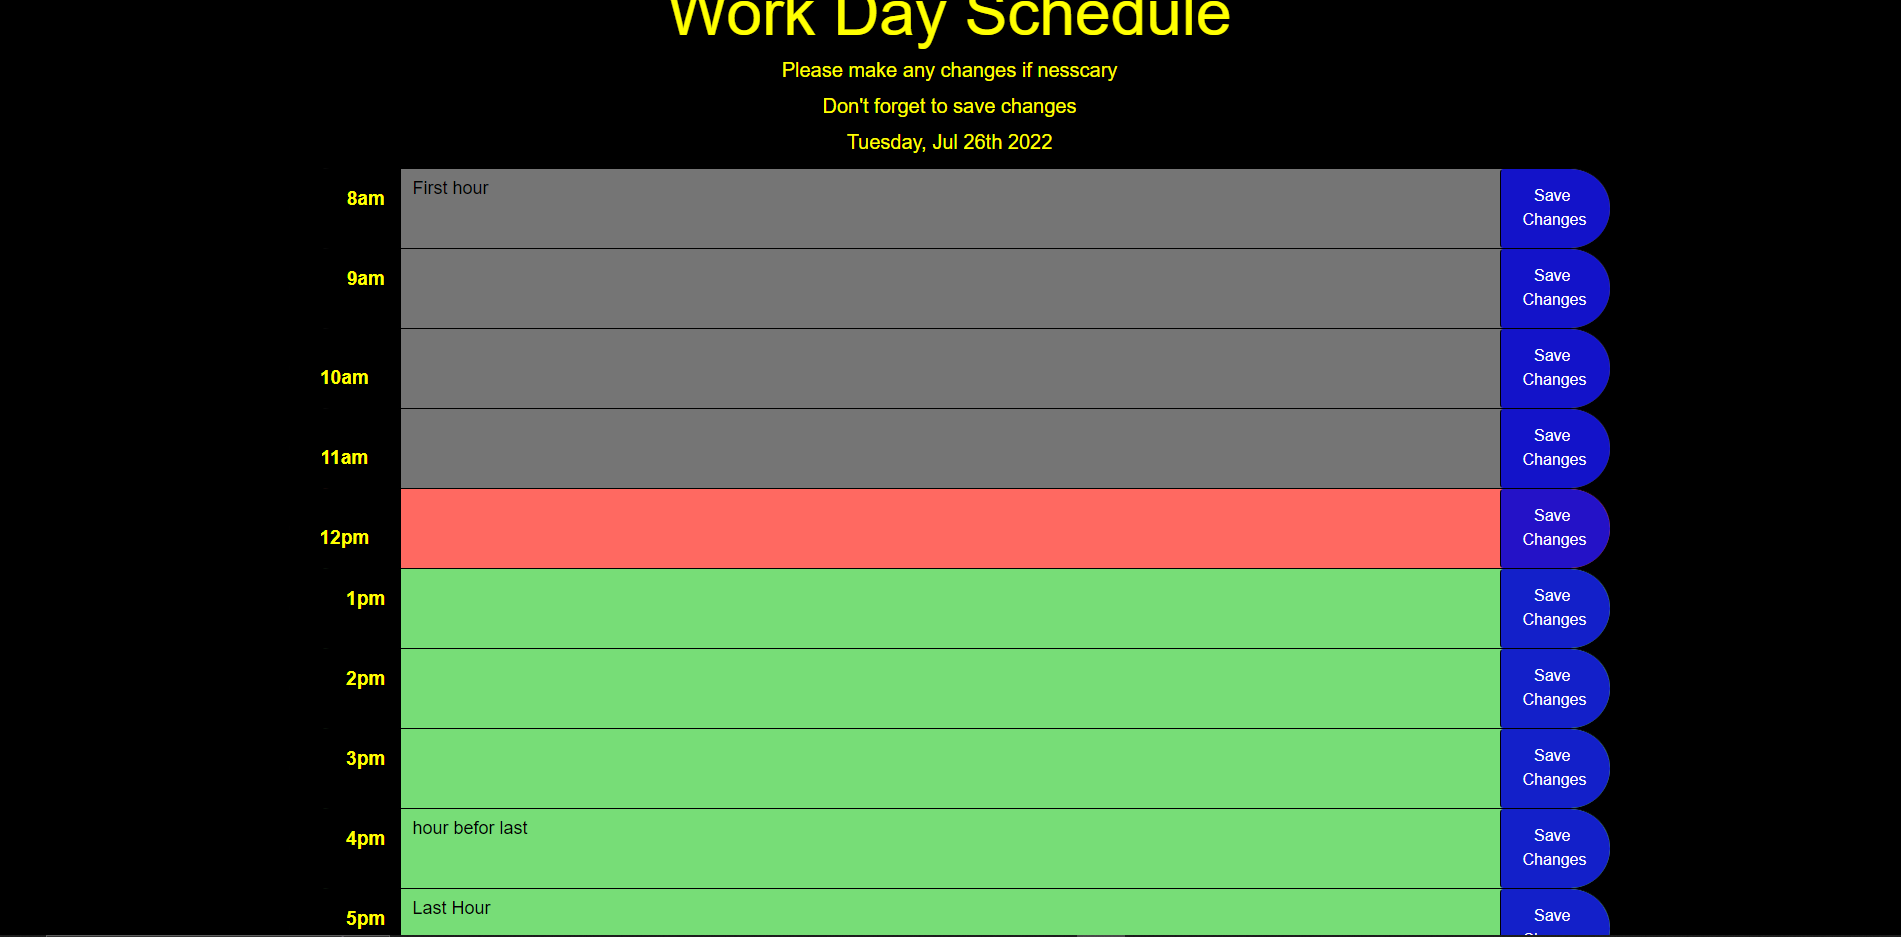 Work Day Schedule
Please make any changes if nesscary
Don't forget to save changes
Tuesday, Jul 26th 2022
8am
First hour
Save
Changes
9am
Save
Changes
10am
Save
Changes
11am
Save
Changes
12pm
Save
Changes
1pm
Save
Changes
2pm
Save
Changes
3pm
Save
Changes
4pm
hour befor last
Save
Changes
5pm
Last Hour
Save